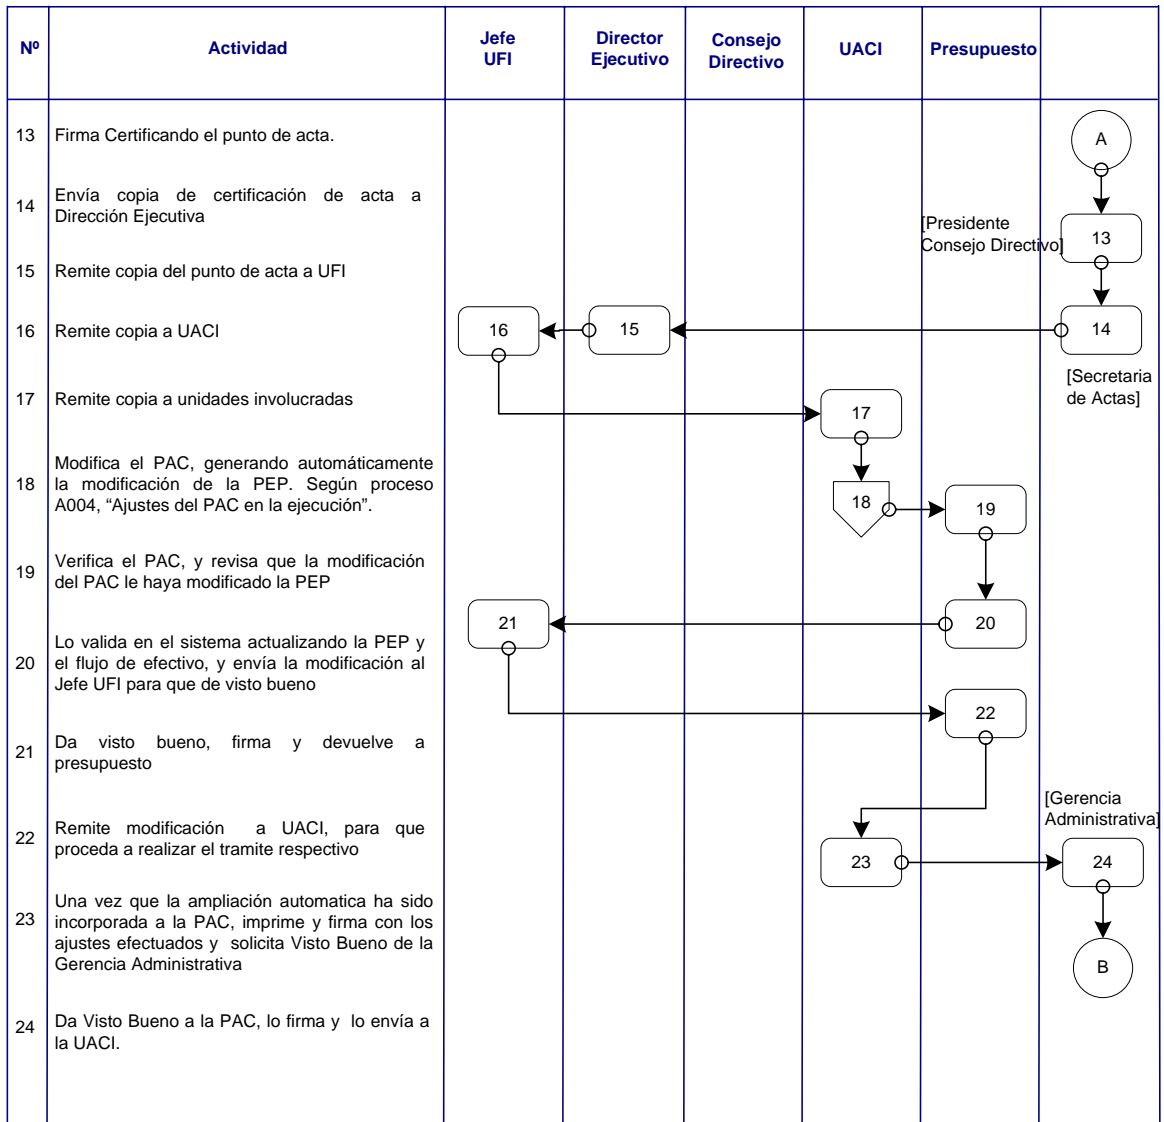 Nº
Actividad
Jefe
UFI
Director
Ejecutivo
Consejo
Directivo
UACI
Presupuesto
13
Firma Certificando el punto de acta.
14
Envía copia de certificación de acta a
Dirección Ejecutiva
15
Remite copia del punto de acta a UFI
16
Remite copia a UACI
17
Remite copia a unidades involucradas
18
Modifica el PAC, generando automáticamente
la modificación de la PEP. Según proceso
A004, “Ajustes del PAC en la ejecución”.
19
Verifica el PAC, y revisa que la modificación
del PAC le haya modificado la PEP
20
Lo valida en el sistema actualizando la PEP y
el flujo de efectivo, y envía la modificación al
Jefe UFI para que de visto bueno
21
Da visto bueno, firma y devuelve a
presupuesto
22
Remite modificación a UACI, para que
proceda a realizar el tramite respectivo
23
Una vez que la ampliación automatica ha sido
incorporada a la PAC, imprime y firma con los
ajustes efectuados y solicita Visto Bueno de la
Gerencia Administrativa
24
Da Visto Bueno a la PAC, lo firma y lo envía a
la UACI.
A
[Presidente
Consejo Directivo]
13
16
15
14
[Secretaria
de Actas]
17
18
19
21
20
22
[Gerencia
Administrativa]
23
24
B